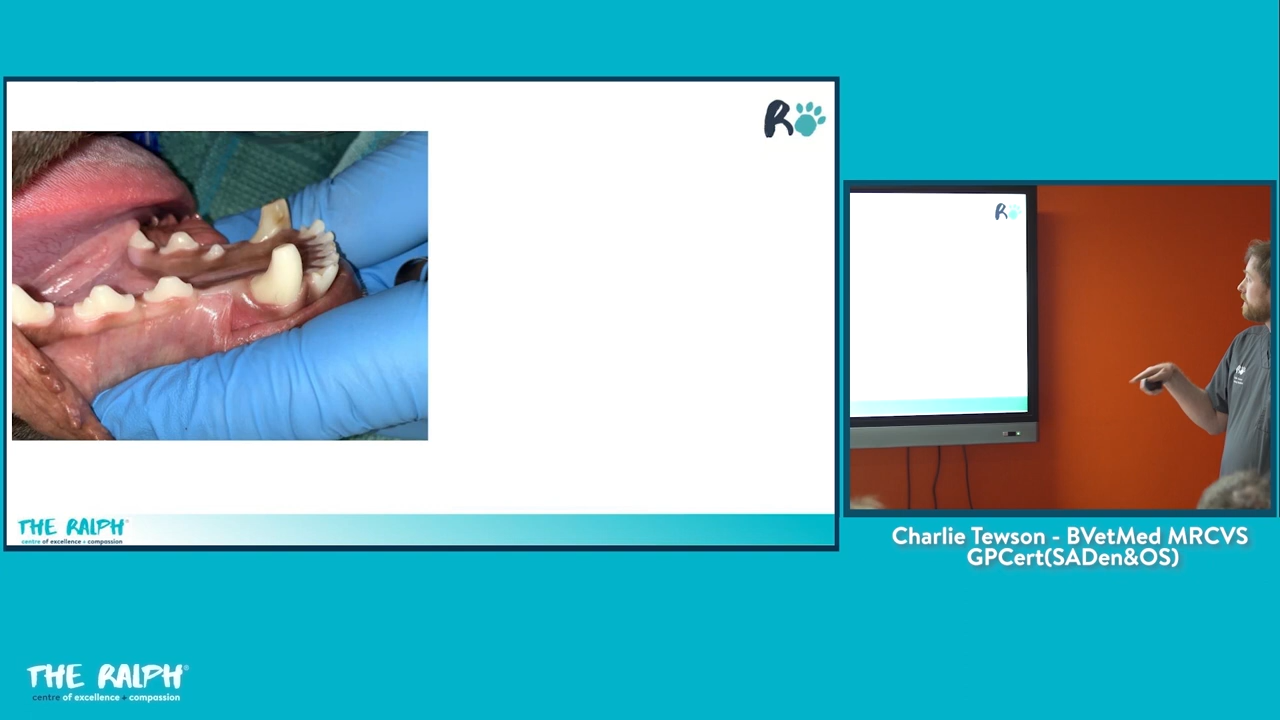 R
THE RALPH®
centre of excellence + compassion
R
Charlie Tewson - BVetMed MRCVS
GPCert(SADen&OS)
THE RALPH®
centre of excellence + compassion